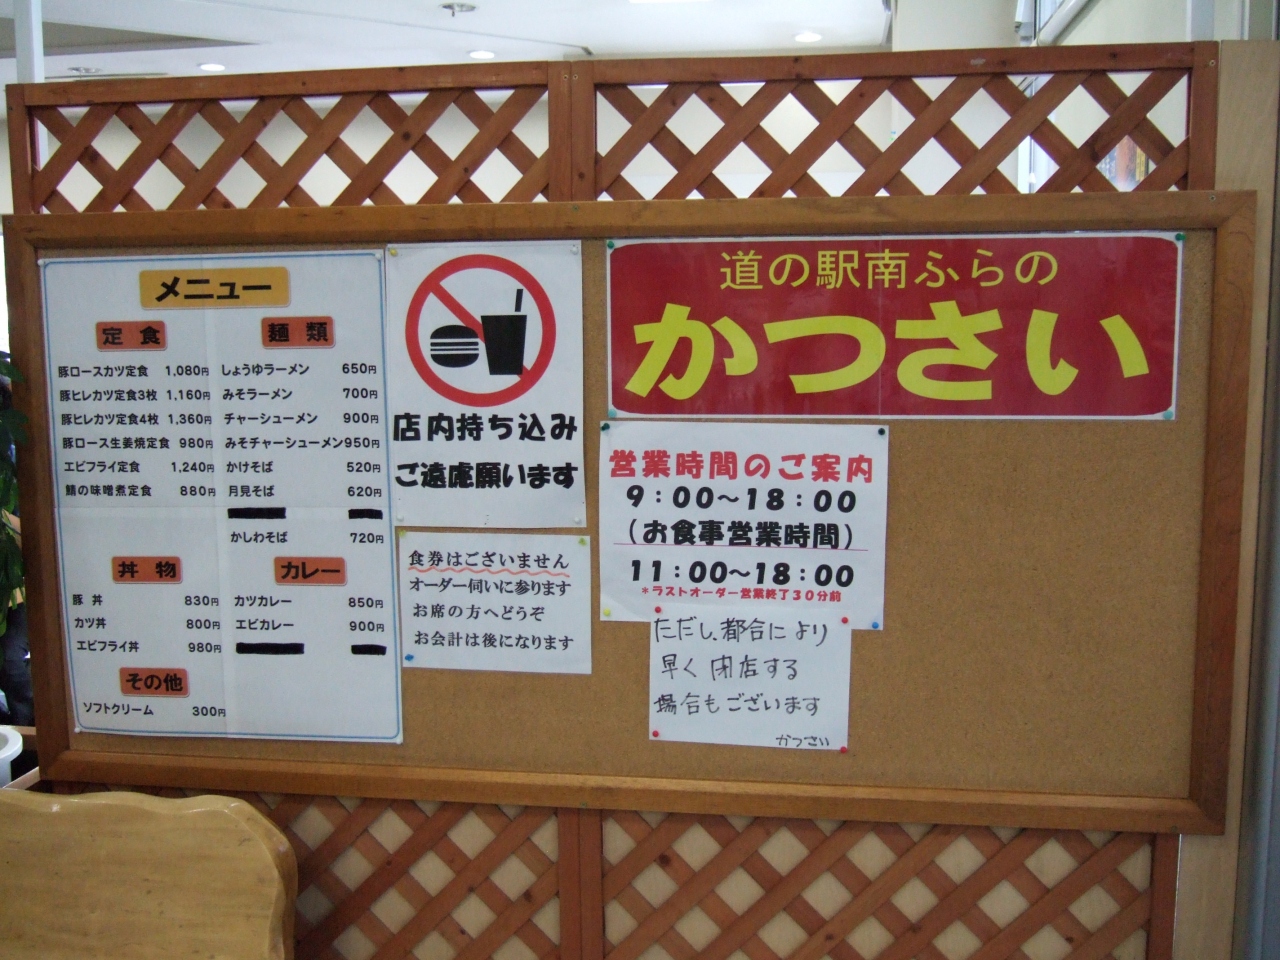 メニュー
定食
豚ロースカツ定食 1,080円
豚ヒレカツ定食3枚 1,160円
豚ヒレカツ定食4枚 1,360円
豚ロース生姜焼定食 980円
エビフライ定食 1,240円
鯖の味噌煮定食 880円
麺類
しょうゆラーメン 650円
みそラーメン 700円
チャーシューメン 900円
みそチャーシューメン 950円
かけそば 520円
月見そば 620円
かしわそば 720円
丼物
豚丼 830円
カツ丼 800円
エビフライ丼 980円
カレー
カツカレー 850円
エビカレー 900円
その他
ソフトクリーム 300円
店内持ち込み
ご遠慮願います
食券はございません
オーダー伺いに参ります
お席の方へどうぞ
お会計は後になります
道の駅南ふらの
かつさい
営業時間のご案内
9:00～18:00
(お食事営業時間)
11:00～18:00
*ラストオーダー営業終了30分前
ただし、都合により
早く閉店する
場合もございます
かつさい